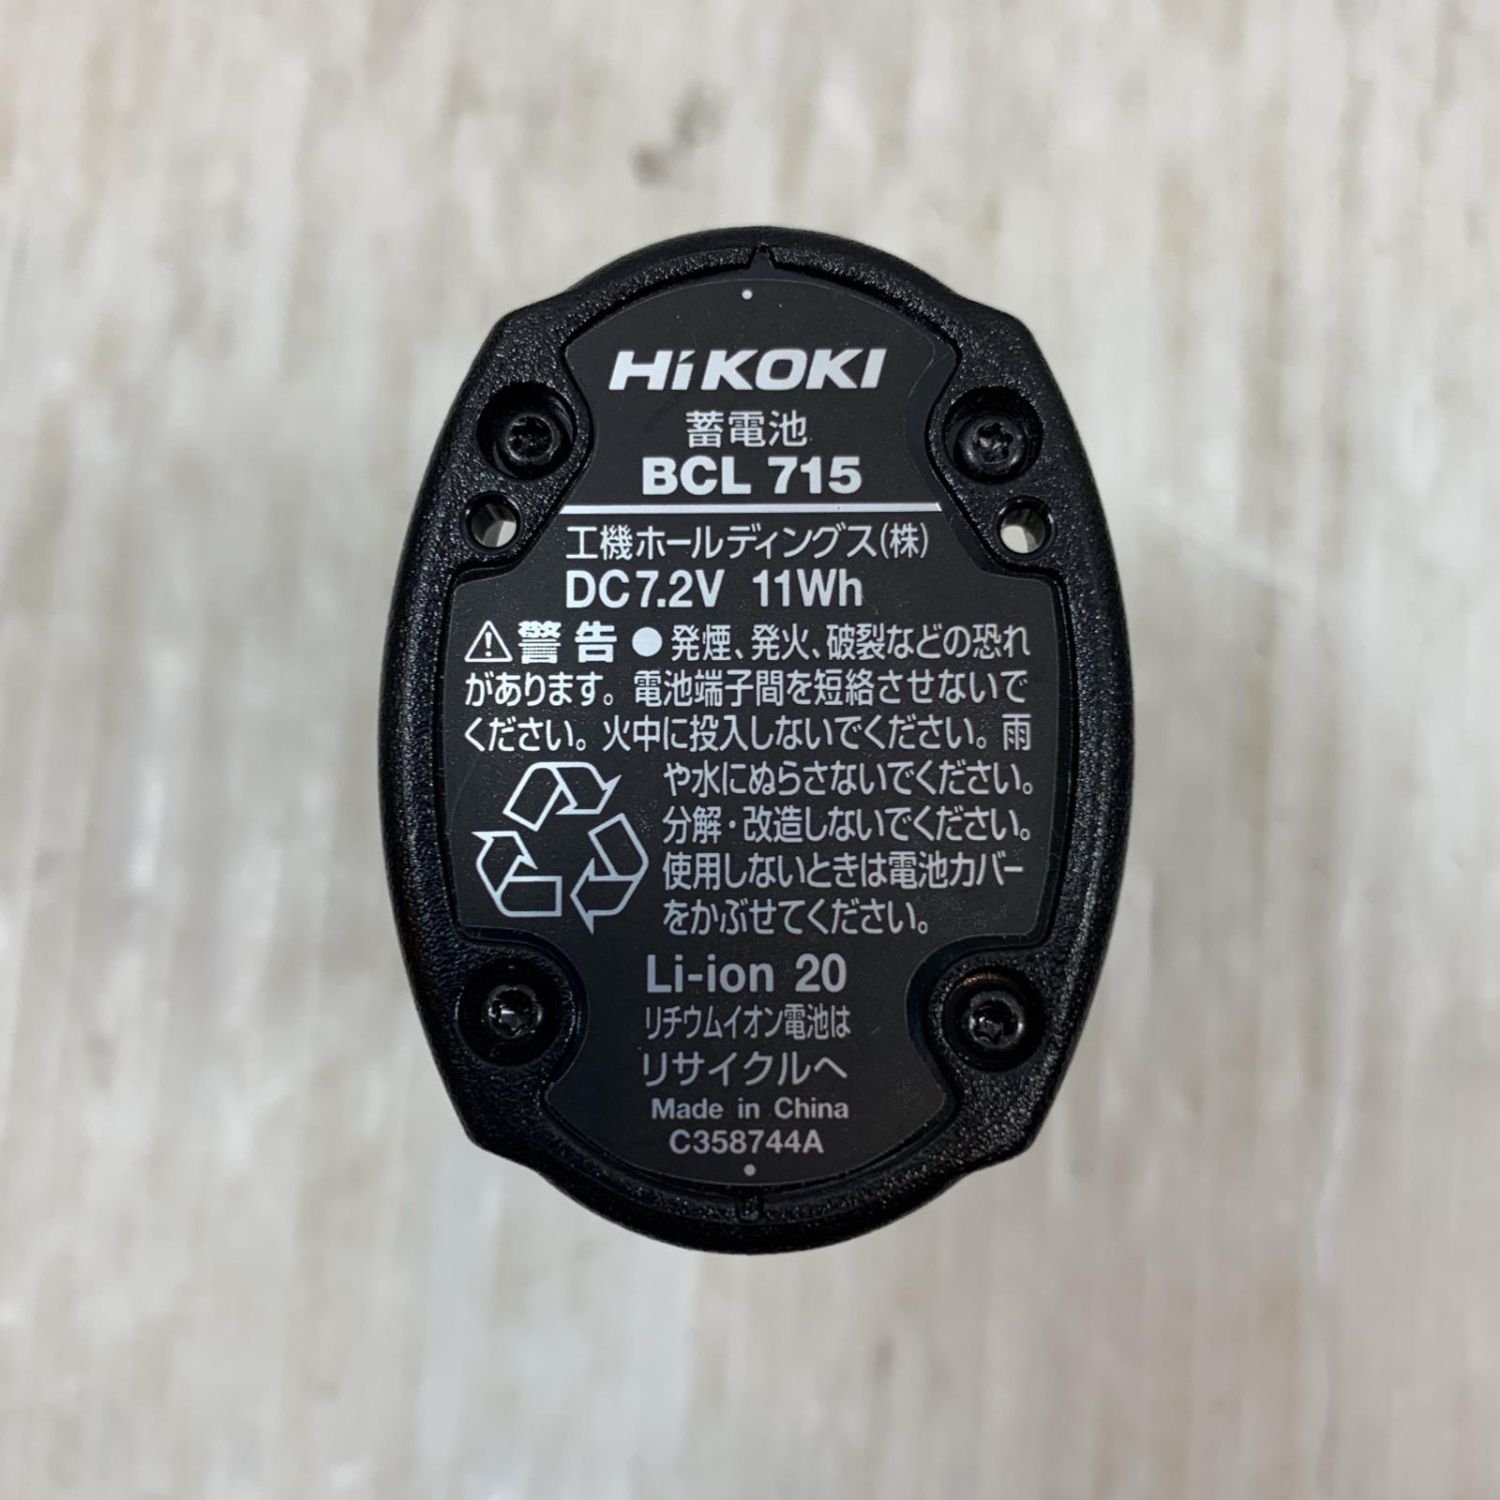 HiKOKI
蓄電池
BCL 715
工機ホールディングス(株)
DC7.2V 11Wh
⚠警告 ●発煙、発火、破裂などの恐れ
があります。電池端子間を短絡させないで
ください。火中に投入しないでください。雨
や水にぬらさないでください。
分解・改造しないでください。
使用しないときは電池カバー
をかぶせてください。
Li-ion 20
リチウムイオン電池は
リサイクルへ
Made in China
C358744A